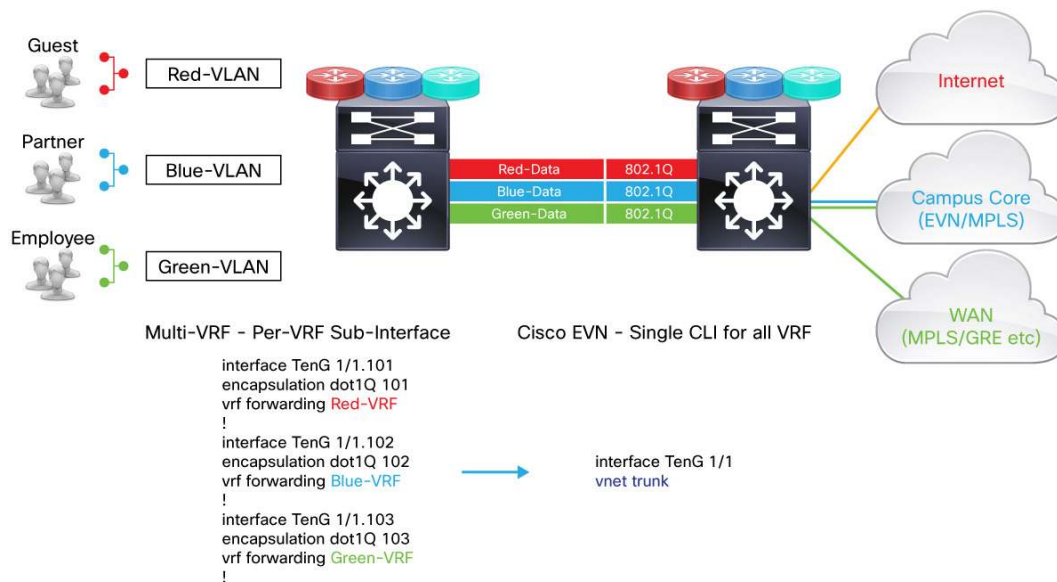 Guest
Red-VLAN
Partner
Blue-VLAN
Employee
Green-VLAN
Red-Data 802.1Q
Blue-Data 802.1Q
Green-Data 802.1Q
Internet
Campus Core
(EVN/MPLS)
WAN
(MPLS/GRE etc)
Multi-VRF - Per-VRF Sub-Interface
interface TenG 1/1.101
encapsulation dot1Q 101
vrf forwarding Red-VRF
!
interface TenG 1/1.102
encapsulation dot1Q 102
vrf forwarding Blue-VRF
!
interface TenG 1/1.103
encapsulation dot1Q 103
vrf forwarding Green-VRF
!
Cisco EVN - Single CLI for all VRF
interface TenG 1/1
vnet trunk